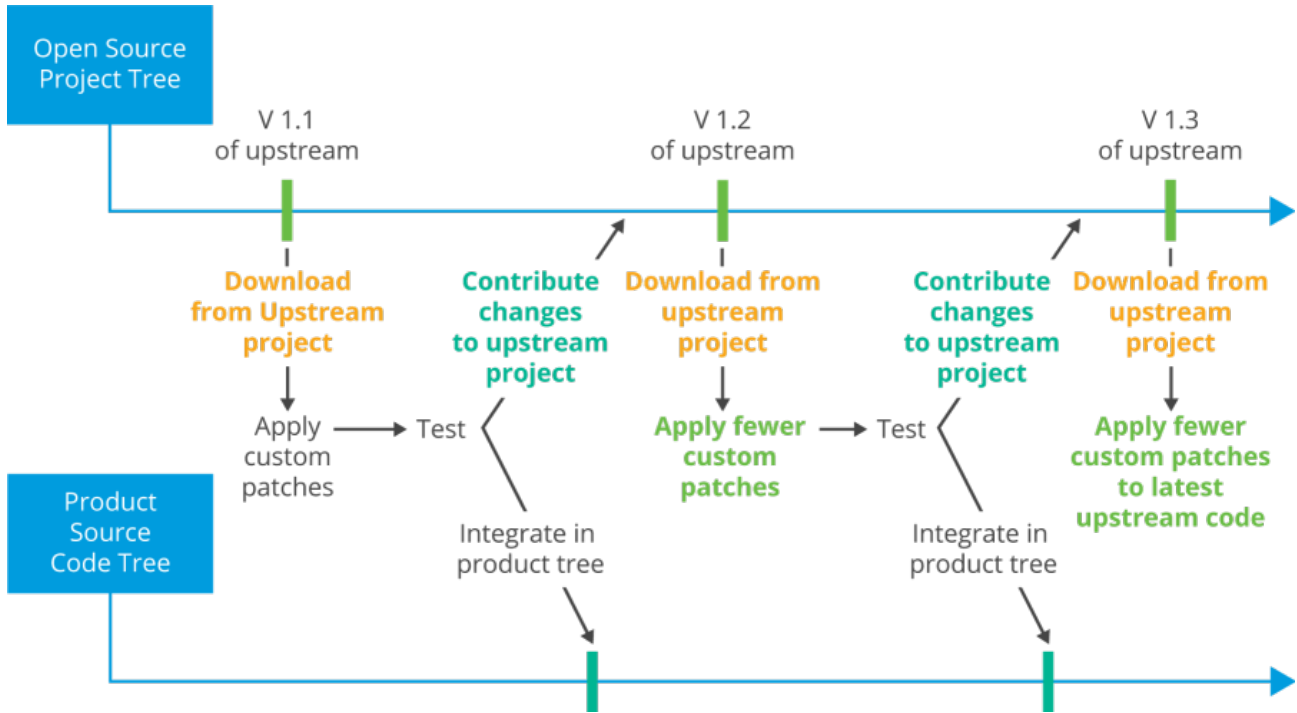 Open Source
Project Tree
V 1.1
of upstream
V 1.2
of upstream
V 1.3
of upstream
Download
from Upstream
project
Contribute
changes
to upstream
project
Download from
upstream
project
Contribute
changes
to upstream
project
Download from
upstream
project
Apply
custom
patches
Test
Apply fewer
custom
patches
Test
Apply fewer
custom patches
to latest
upstream code
Product
Source
Code Tree
Integrate in
product tree
Integrate in
product tree